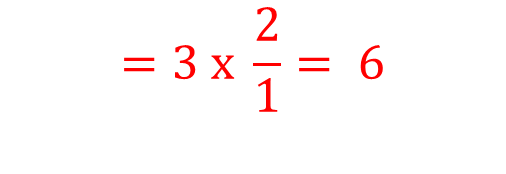 = 3 x 2/1 = 6